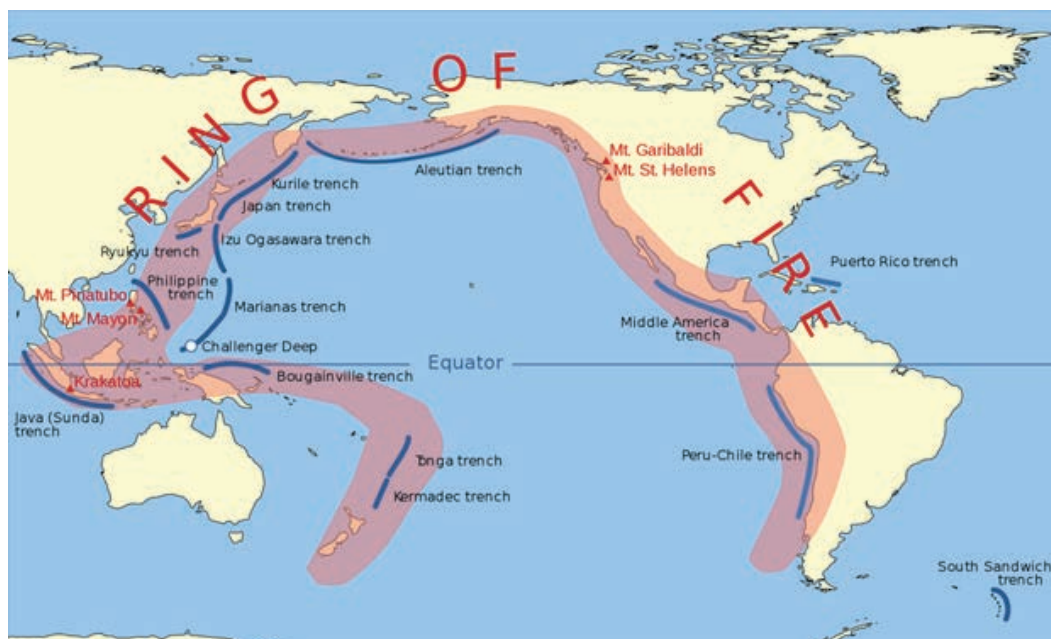 RING OF FIRE
Mt. Garibaldi
Mt. St. Helens
Aleutian trench
Kurile trench
Japan trench
Izu Ogasawara trench
Ryukyu trench
Philippine
trench
Mt. Pinatubo
Mt. Mayon
Marianas trench
Challenger Deep
Puerto Rico trench
Middle America
trench
Equator
Bougainville trench
Krakatoa
Java (Sunda)
trench
Tonga trench
Kermadec trench
Peru-Chile trench
South Sandwich
trench